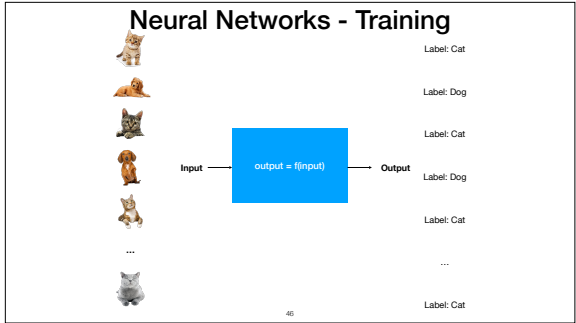 Neural Networks - Training
Label: Cat
Label: Dog
Label: Cat
Input
output = f(input)
Output
Label: Dog
Label: Cat
...
...
Label: Cat
46